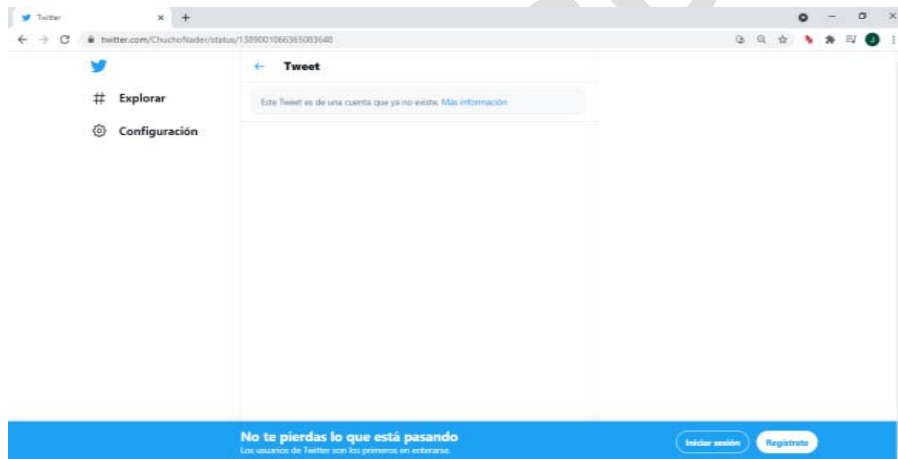 Twitter
twitter.com/ChuchoNader/status/1389001066365083648
Tweet
Explorar
Este Tweet es de una cuenta que ya no existe. Más información
Configuración
No te pierdas lo que está pasando
Los usuarios de Twitter son los primeros en enterarse.
Iniciar sesión
Regístrate
J